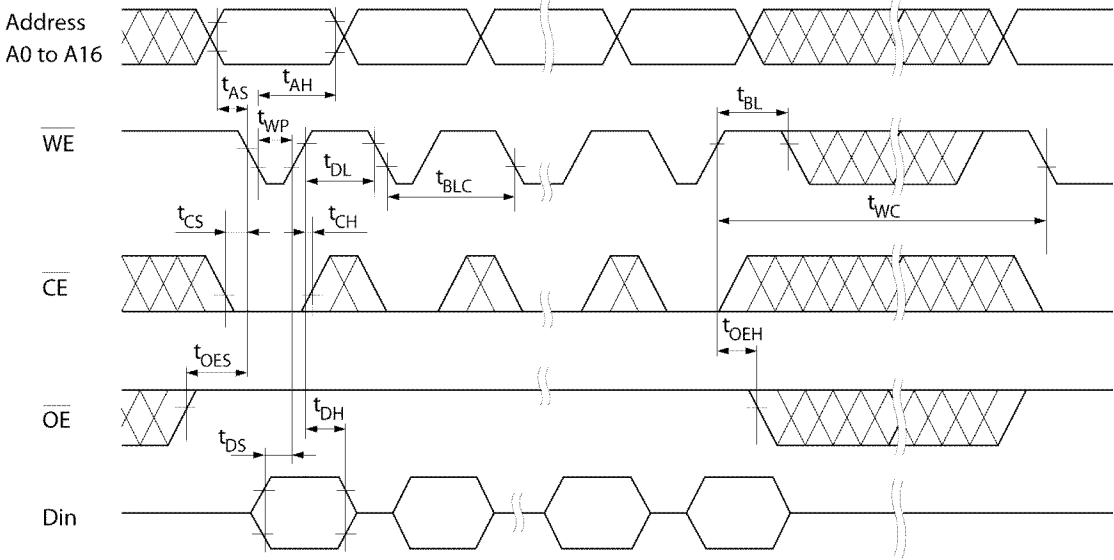 Address
A0 to A16
tAS
tAH
tWP
tBL
WE
tDL
tBLC
tWC
tCS
tCH
CE
tOES
tOEH
OE
tDH
tDS
Din